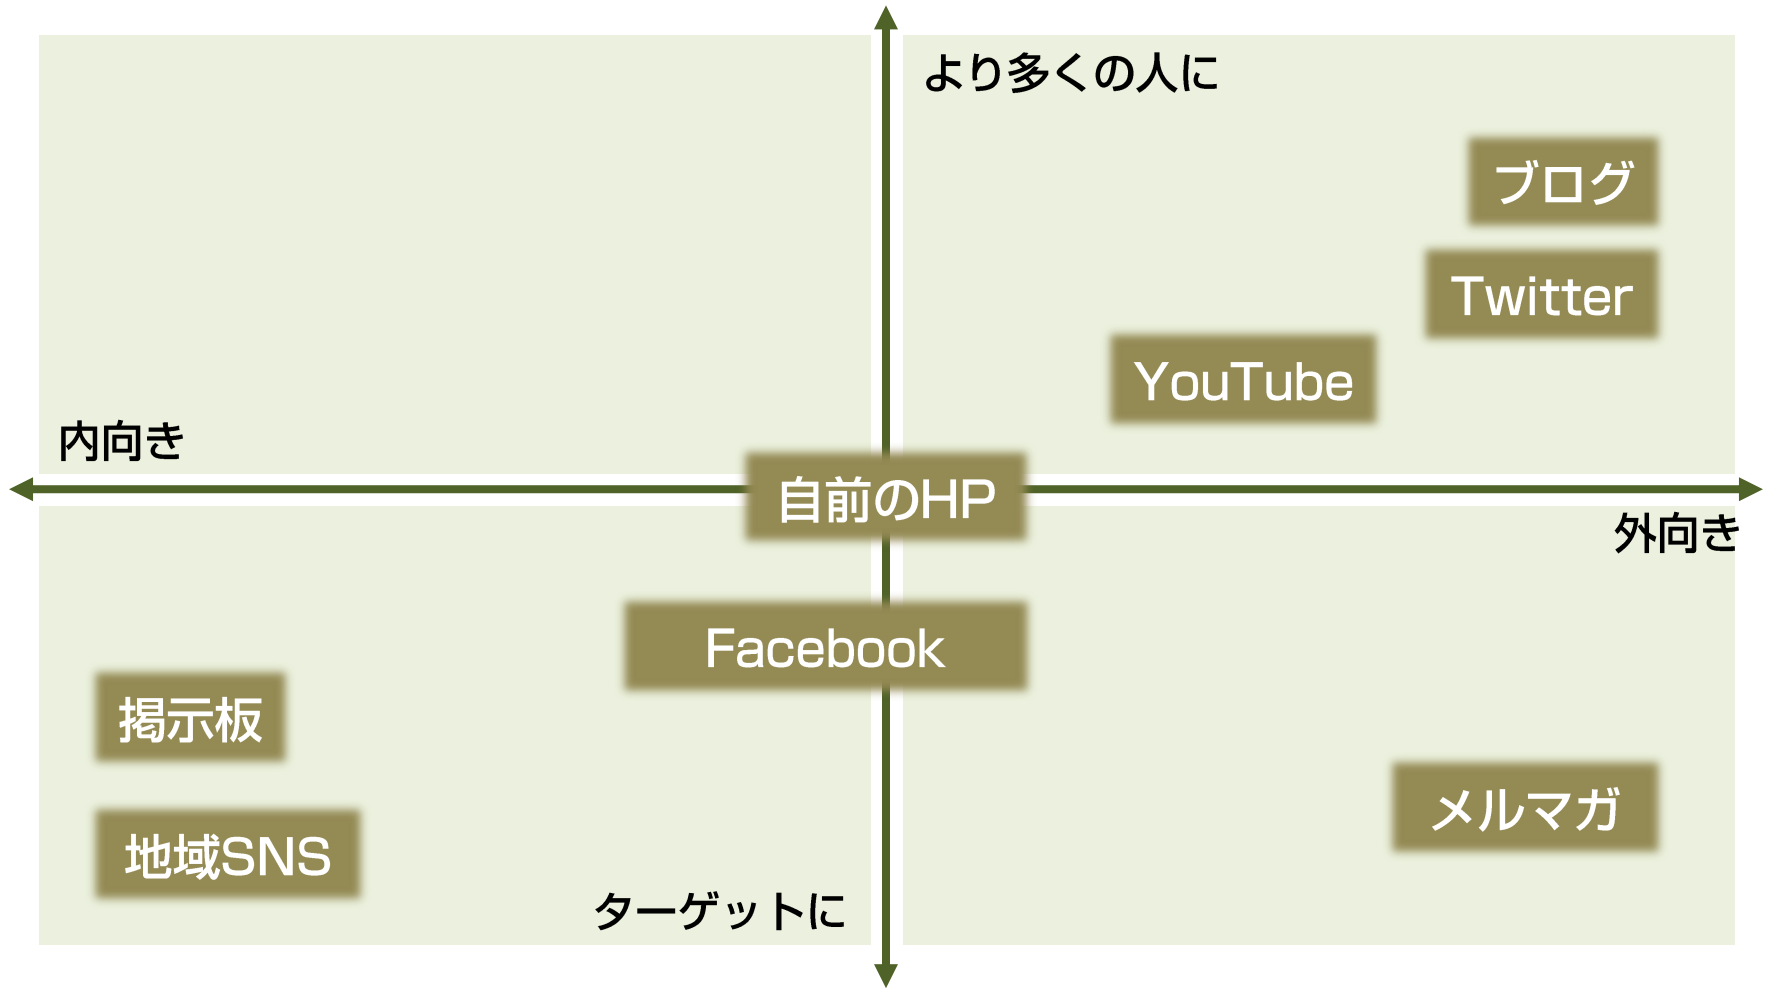 より多くの人に
ブログ
Twitter
YouTube
内向き
自前のHP
外向き
Facebook
掲示板
メルマガ
地域SNS
ターゲットに